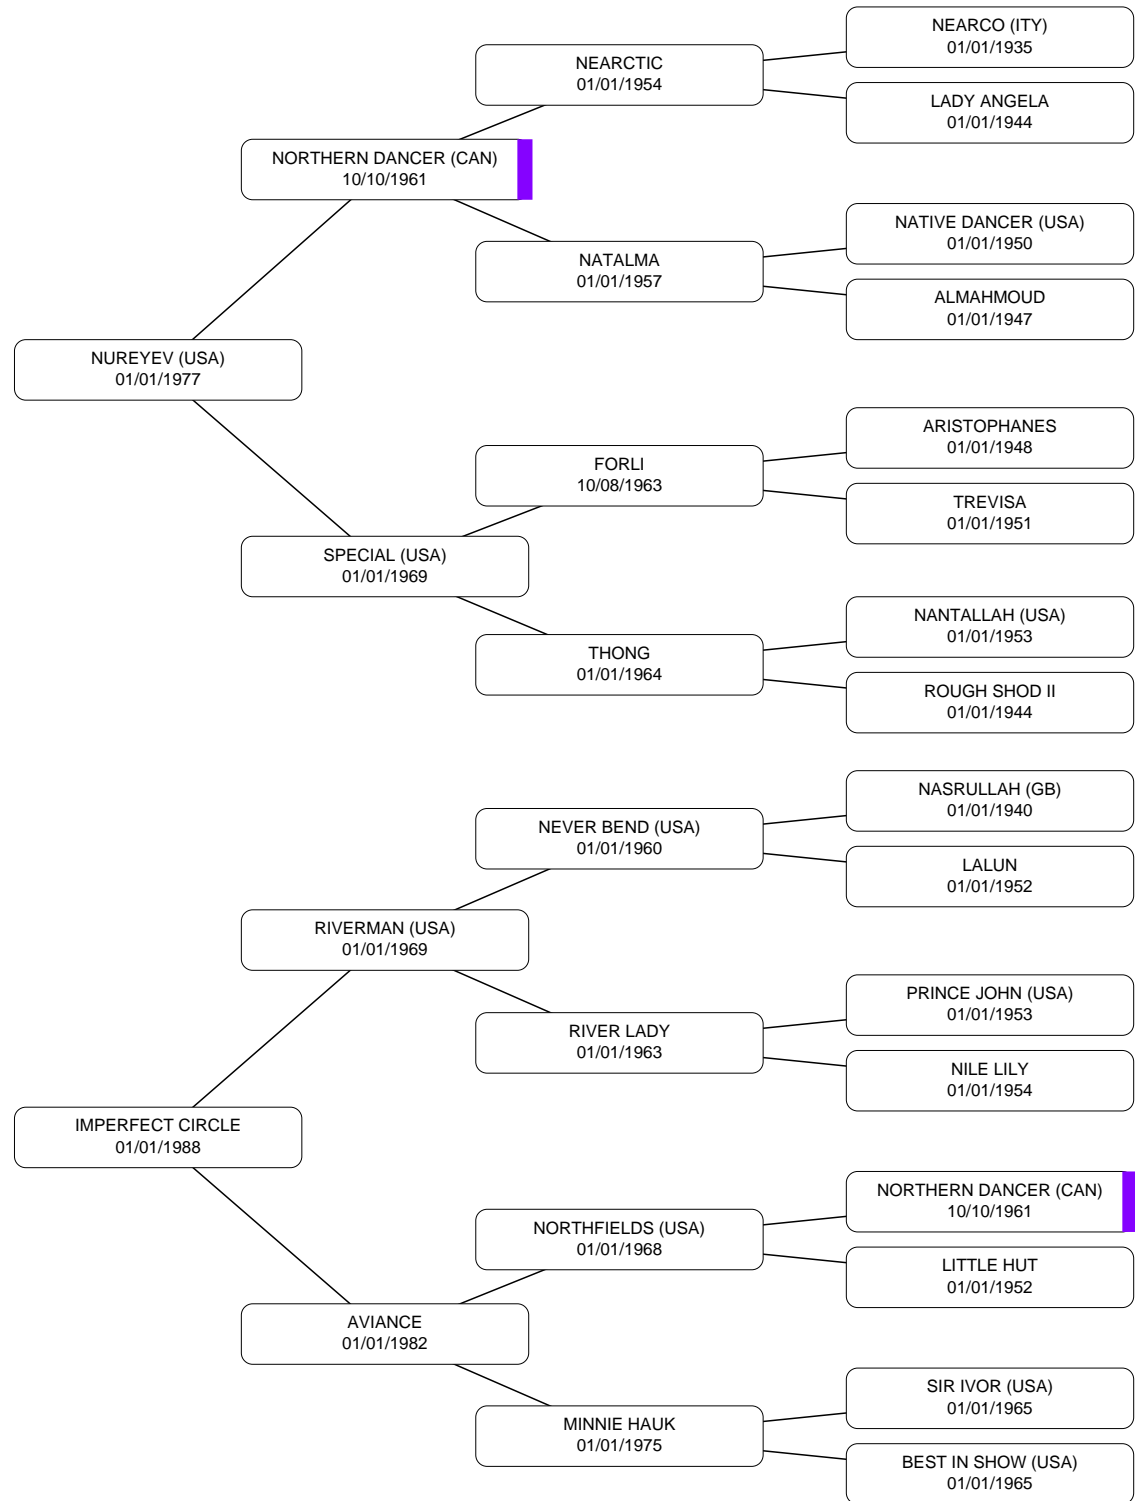 NEARCO (ITY)
01/01/1935
NEARCTIC
01/01/1954
LADY ANGELA
01/01/1944
NORTHERN DANCER (CAN)
10/10/1961
NATIVE DANCER (USA)
01/01/1950
NATALMA
01/01/1957
ALMAHMOUD
01/01/1947
NUREYEV (USA)
01/01/1977
ARISTOPHANES
01/01/1948
FORLI
10/08/1963
TREVISA
01/01/1951
SPECIAL (USA)
01/01/1969
NANTALLAH (USA)
01/01/1953
THONG
01/01/1964
ROUGH SHOD II
01/01/1944
NASRULLAH (GB)
01/01/1940
NEVER BEND (USA)
01/01/1960
LALUN
01/01/1952
RIVERMAN (USA)
01/01/1969
PRINCE JOHN (USA)
01/01/1953
RIVER LADY
01/01/1963
NILE LILY
01/01/1954
IMPERFECT CIRCLE
01/01/1988
NORTHERN DANCER (CAN)
10/10/1961
NORTHFIELDS (USA)
01/01/1968
LITTLE HUT
01/01/1952
AVIANCE
01/01/1982
SIR IVOR (USA)
01/01/1965
MINNIE HAUK
01/01/1975
BEST IN SHOW (USA)
01/01/1965